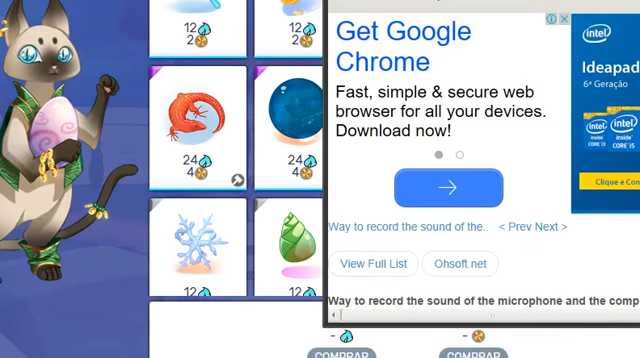 12
2
12
2
24
4
24
4
12
12
Get Google
Chrome
Fast, simple & secure web
browser for all your devices.
Download now!
Way to record the sound of the..
< Prev Next >
View Full List
Ohsoft.net
Way to record the sound of the microphone and the comp
intel
Ideapad
6ª Geração
intel
inside
CORE i3
intel
inside
CORE i5
Clique e Con
-
-
COMPRAR
COMPRAR